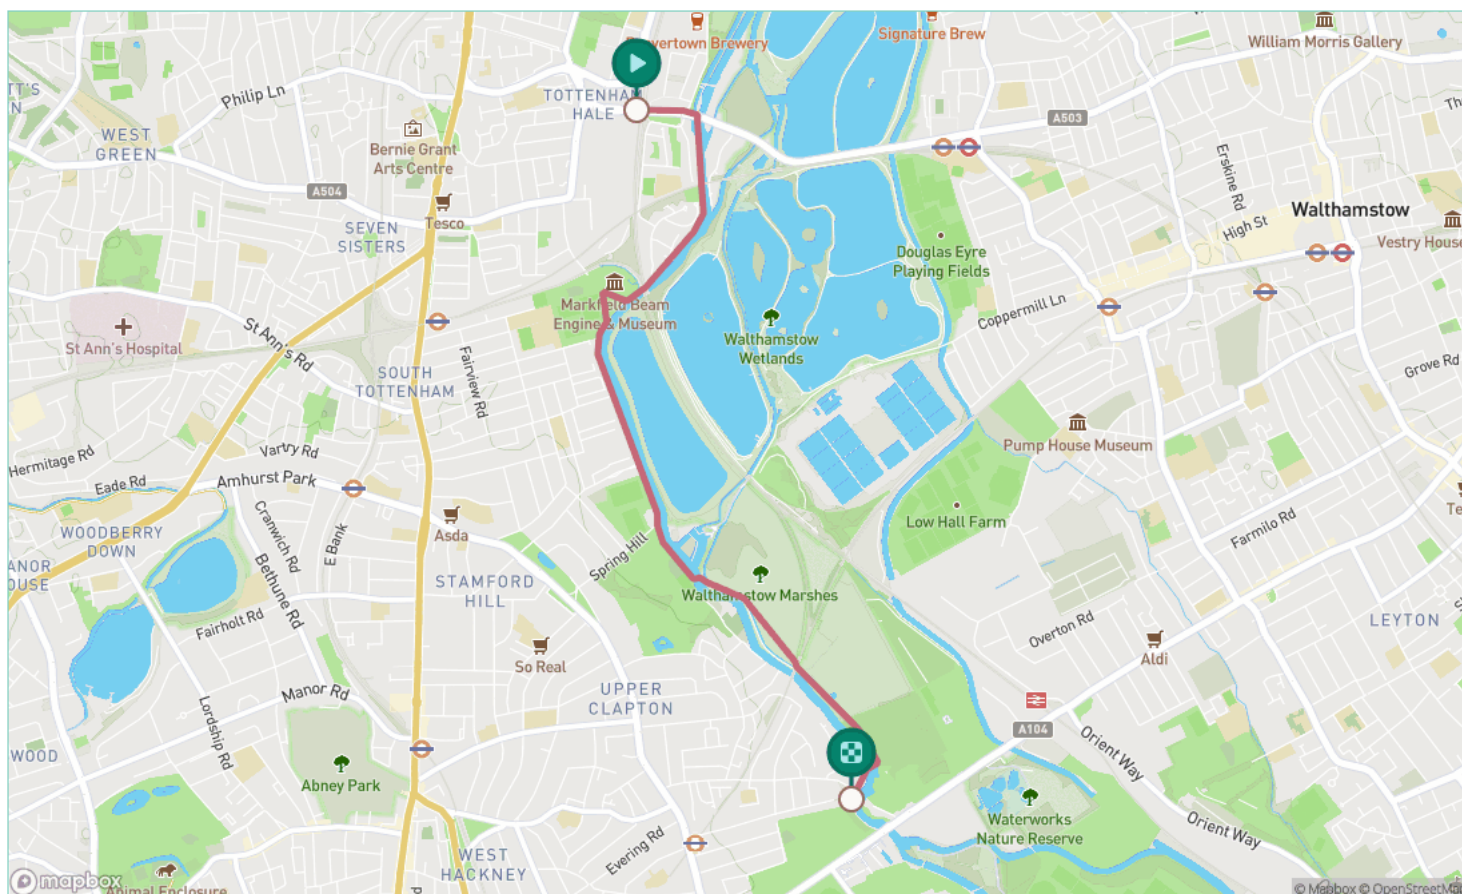 Beavertown Brewery
Signature Brew
William Morris Gallery
Philip Ln
TOTTENHAM
HALE
A503
WEST
GREEN
Bernie Grant
Arts Centre
A504
Tesco
SEVEN
SISTERS
Erskine Rd
Walthamstow
High St
Vestry House
Douglas Eyre
Playing Fields
Markfield Beam
Engine & Museum
Coppermill Ln
St Ann's Hospital
St Ann's Rd
Walthamstow
Wetlands
Fairview Rd
SOUTH
TOTTENHAM
Grove Rd
Pump House Museum
Hermitage Rd
Vartry Rd
Eade Rd
Amhurst Park
Cranwich Rd
E Bank
Asda
Low Hall Farm
Farmilo Rd
WOODBERRY
DOWN
Spring Hill
Bethune Rd
STAMFORD
HILL
Walthamstow Marshes
Fairholt Rd
Overton Rd
LEYTON
So Real
Aldi
Manor Rd
UPPER
CLAPTON
Lordship Rd
A104
Orient Way
WOOD
Abney Park
Waterworks
Nature Reserve
Orient Way
Evering Rd
WEST
HACKNEY
Animal Enclosure
mapbox
© Mapbox © OpenStreetM